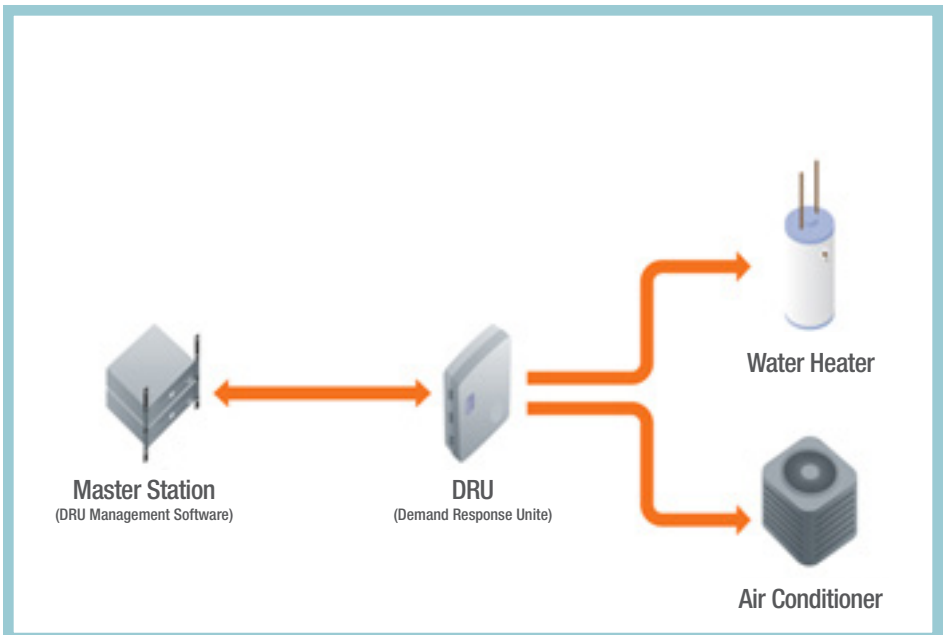 Water Heater
Master Station
(DRU Management Software)
DRU
(Demand Response Unite)
Air Conditioner